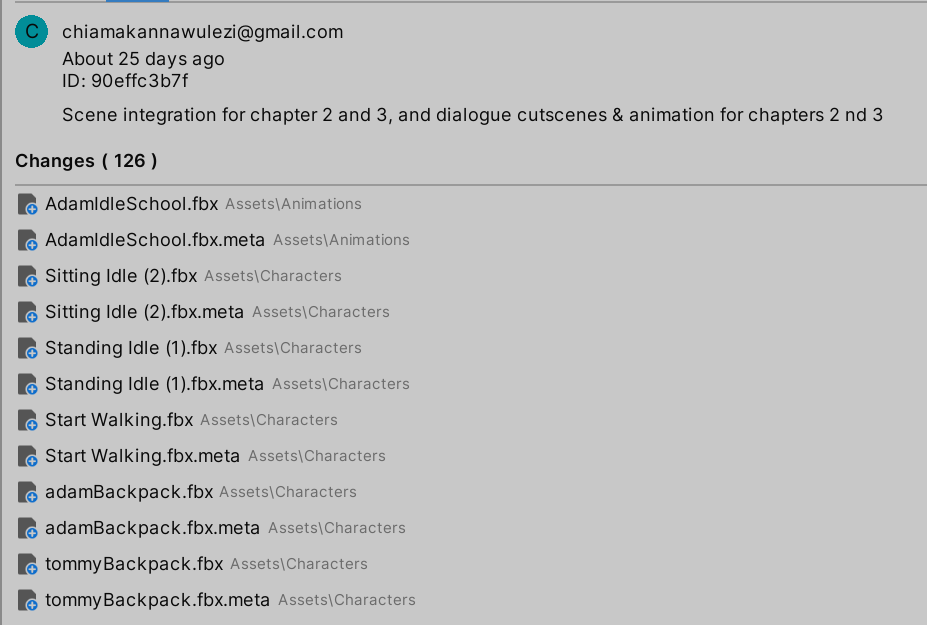 C
chiamakannawulezi@gmail.com
About 25 days ago
ID: 90effc3b7f
Scene integration for chapter 2 and 3, and dialogue cutscenes & animation for chapters 2 nd 3
Changes ( 126 )
AdamIdleSchool.fbx Assets\Animations
AdamIdleSchool.fbx.meta Assets\Animations
Sitting Idle (2).fbx Assets\Characters
Sitting Idle (2).fbx.meta Assets\Characters
Standing Idle (1).fbx Assets\Characters
Standing Idle (1).fbx.meta Assets\Characters
Start Walking.fbx Assets\Characters
Start Walking.fbx.meta Assets\Characters
adamBackpack.fbx Assets\Characters
adamBackpack.fbx.meta Assets\Characters
tommyBackpack.fbx Assets\Characters
tommyBackpack.fbx.meta Assets\Characters